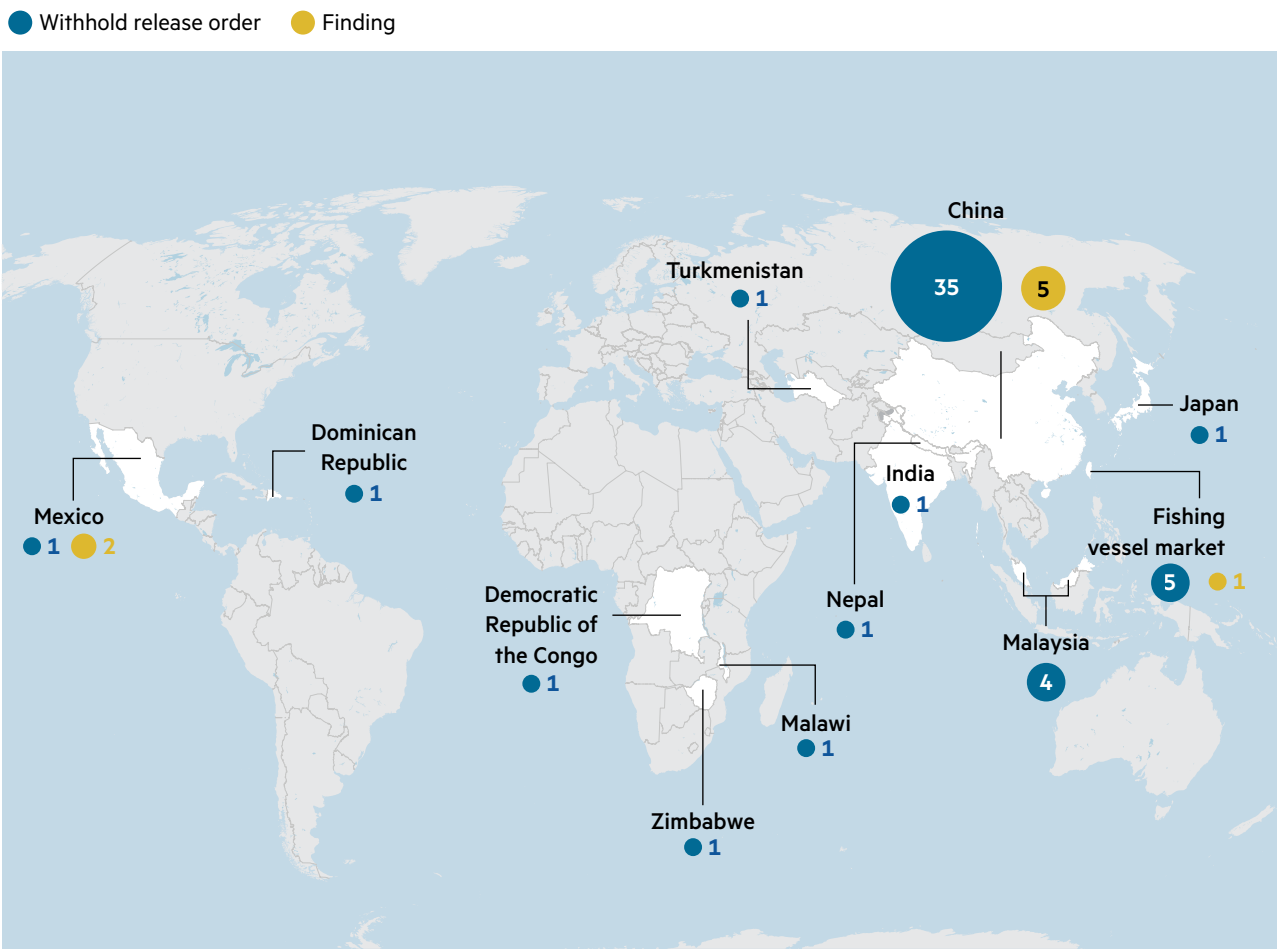 Withhold release order Finding
China
35 5
Turkmenistan
1
Japan
1
Dominican
Republic
1
India
1
Mexico
1 2
Fishing
vessel market
5 1
Democratic
Republic of
the Congo
1
Nepal
1
Malaysia
4
Malawi
1
Zimbabwe
1